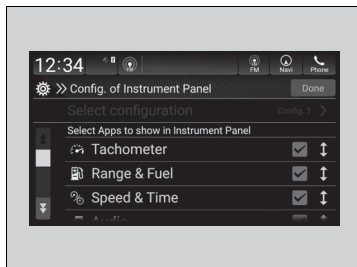 12:34
FM Navi Phone
Config. of Instrument Panel Done
Select configuration Config. 1
Select Apps to show in Instrument Panel
Tachometer
Range & Fuel
Speed & Time
Audio